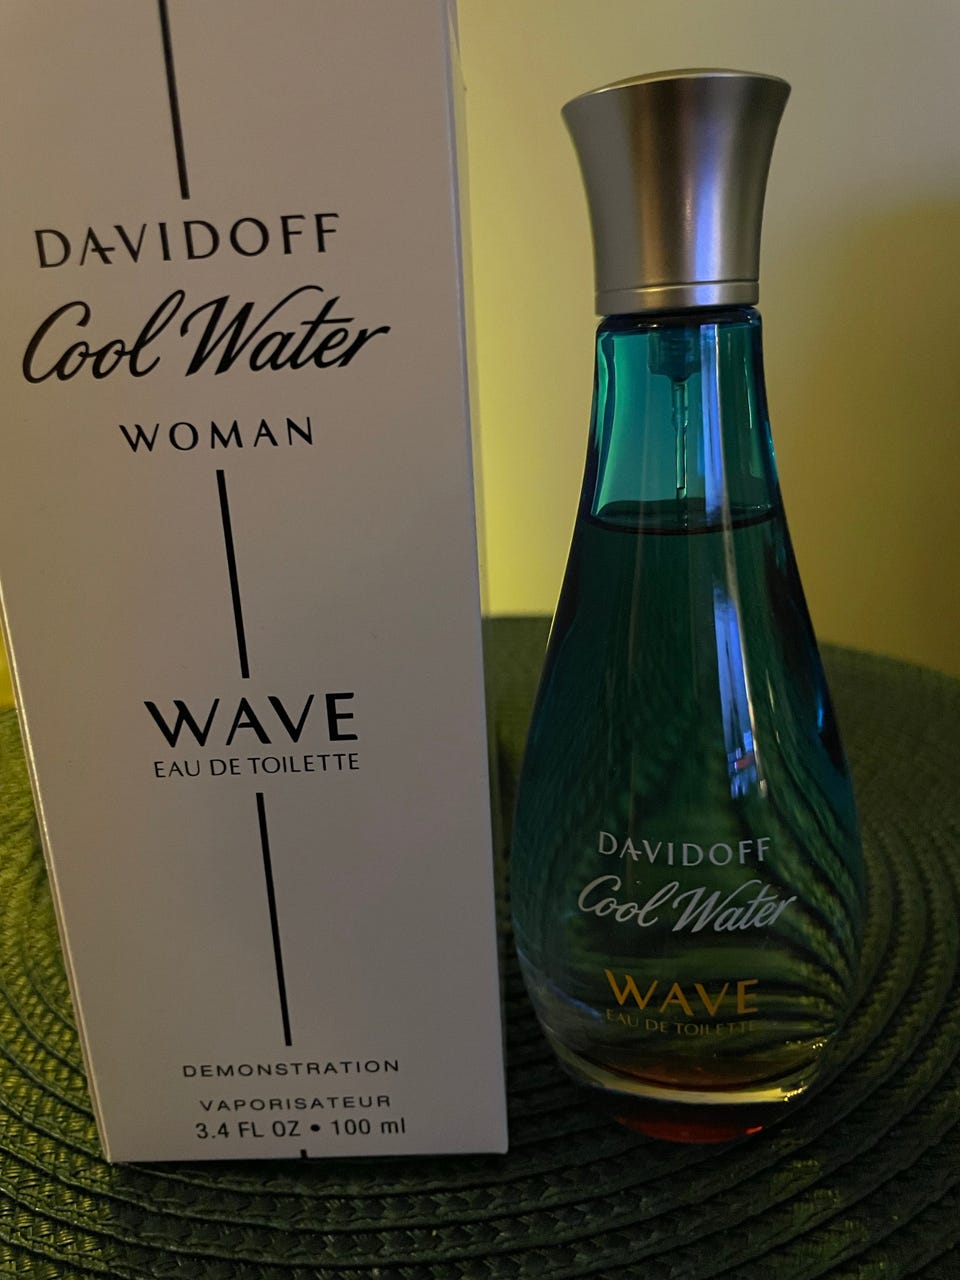 DAVIDOFF
Cool Water
WOMAN
WAVE
EAU DE TOILETTE
DEMONSTRATION
VAPORISATEUR
3.4 FL OZ • 100 ml
DAVIDOFF
Cool Water
WAVE
EAU DE TOILETTE